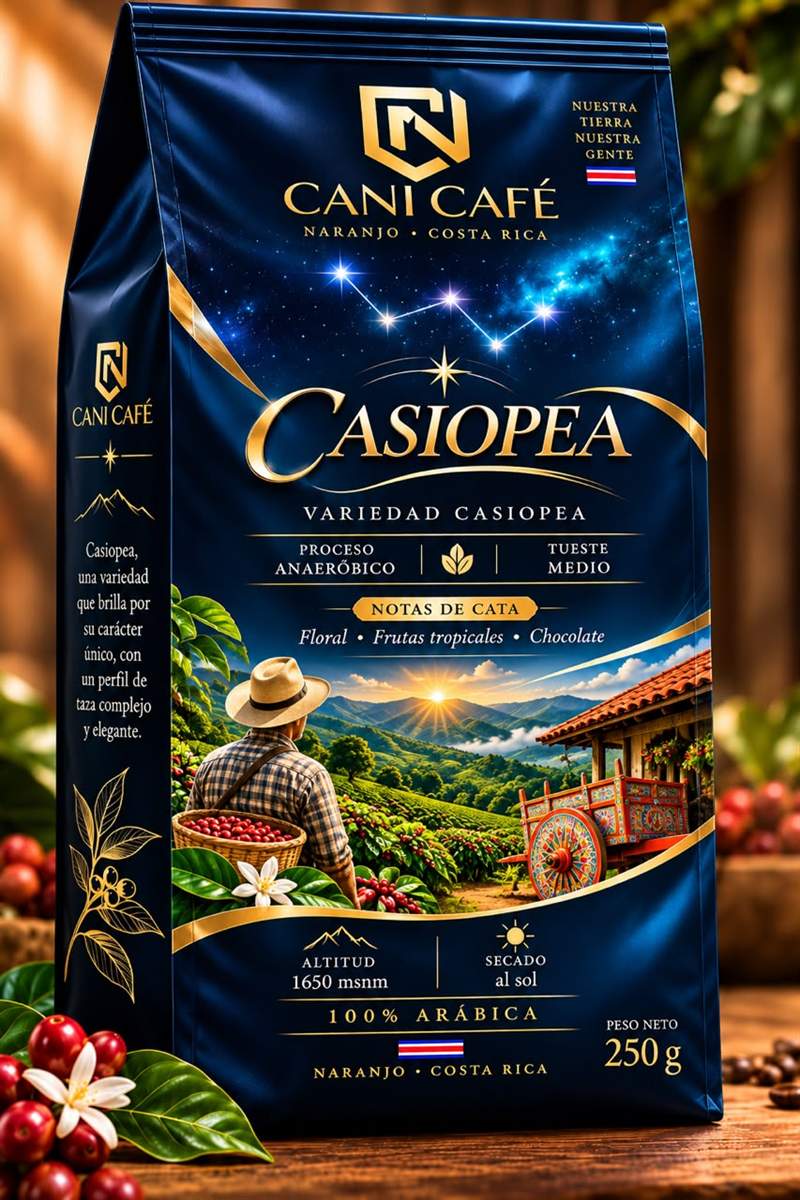 NUESTRA
TIERRA
NUESTRA
GENTE
CANI CAFÉ
NARANJO • COSTA RICA
CASIOPEA
VARIEDAD CASIOPEA
PROCESO
ANAERÓBICO
TUESTE
MEDIO
NOTAS DE CATA
Floral • Frutas tropicales • Chocolate
ALTITUD
1650 msnm
SECADO
al sol
100% ARÁBICA
NARANJO • COSTA RICA
PESO NETO
250 g
CANI CAFÉ
Casiopea,
una variedad
que brilla por
su carácter
único, con
un perfil de
taza complejo
y elegante.